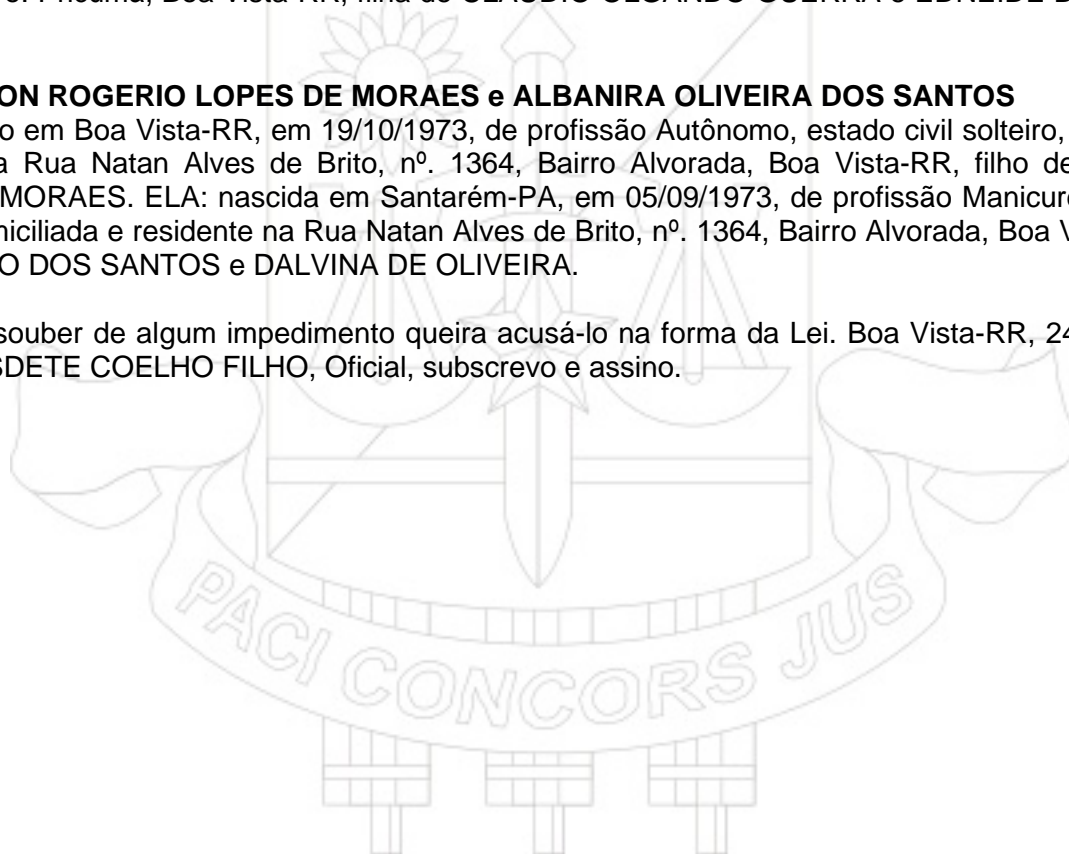 ON ROGERIO LOPES DE MORAES e ALBANIRA OLIVEIRA DOS SANTOS
o em Boa Vista-RR, em 19/10/1973, de profissão Autônomo, estado civil solteiro,
a Rua Natan Alves de Brito, nº. 1364, Bairro Alvorada, Boa Vista-RR, filho de
MORAES. ELA: nascida em Santarém-PA, em 05/09/1973, de profissão Manicure
niciliada e residente na Rua Natan Alves de Brito, nº. 1364, Bairro Alvorada, Boa V
O DOS SANTOS e DALVINA DE OLIVEIRA.
souber de algum impedimento queira acusá-lo na forma da Lei. Boa Vista-RR, 24
SDETE COELHO FILHO, Oficial, subscrevo e assino.
PACI CONCORS JUS